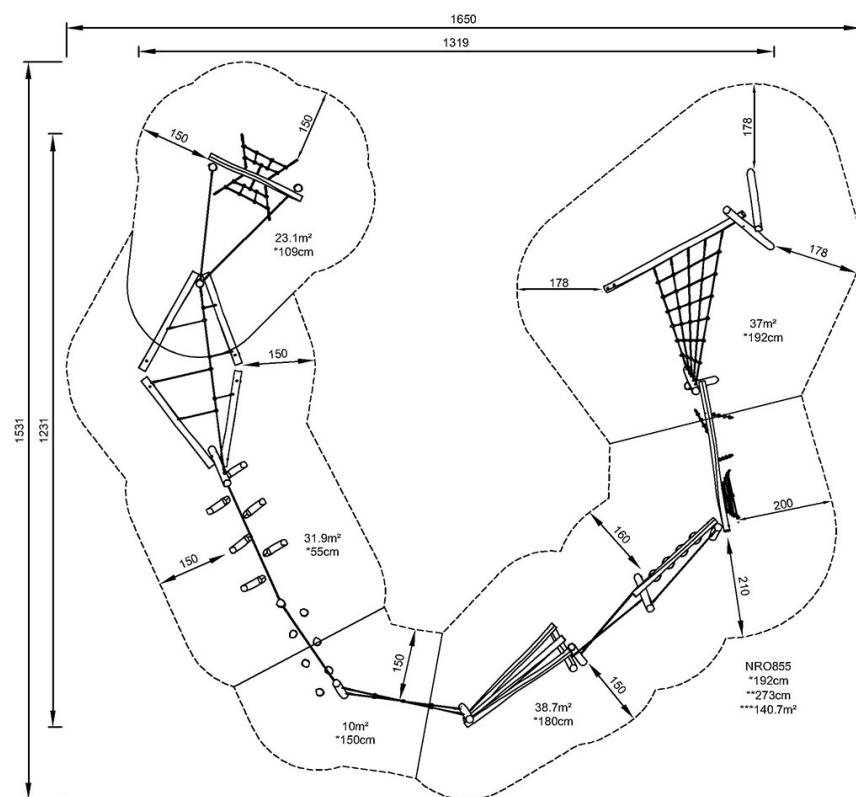 1650
1319
1531
1231
150
150
178
178
178
23.1m²
*109cm
37m²
*192cm
150
200
31.9m²
*55cm
150
160
210
150
150
10m²
*150cm
38.7m²
*180cm
NRO855
*192cm
**273cm
***140.7m²